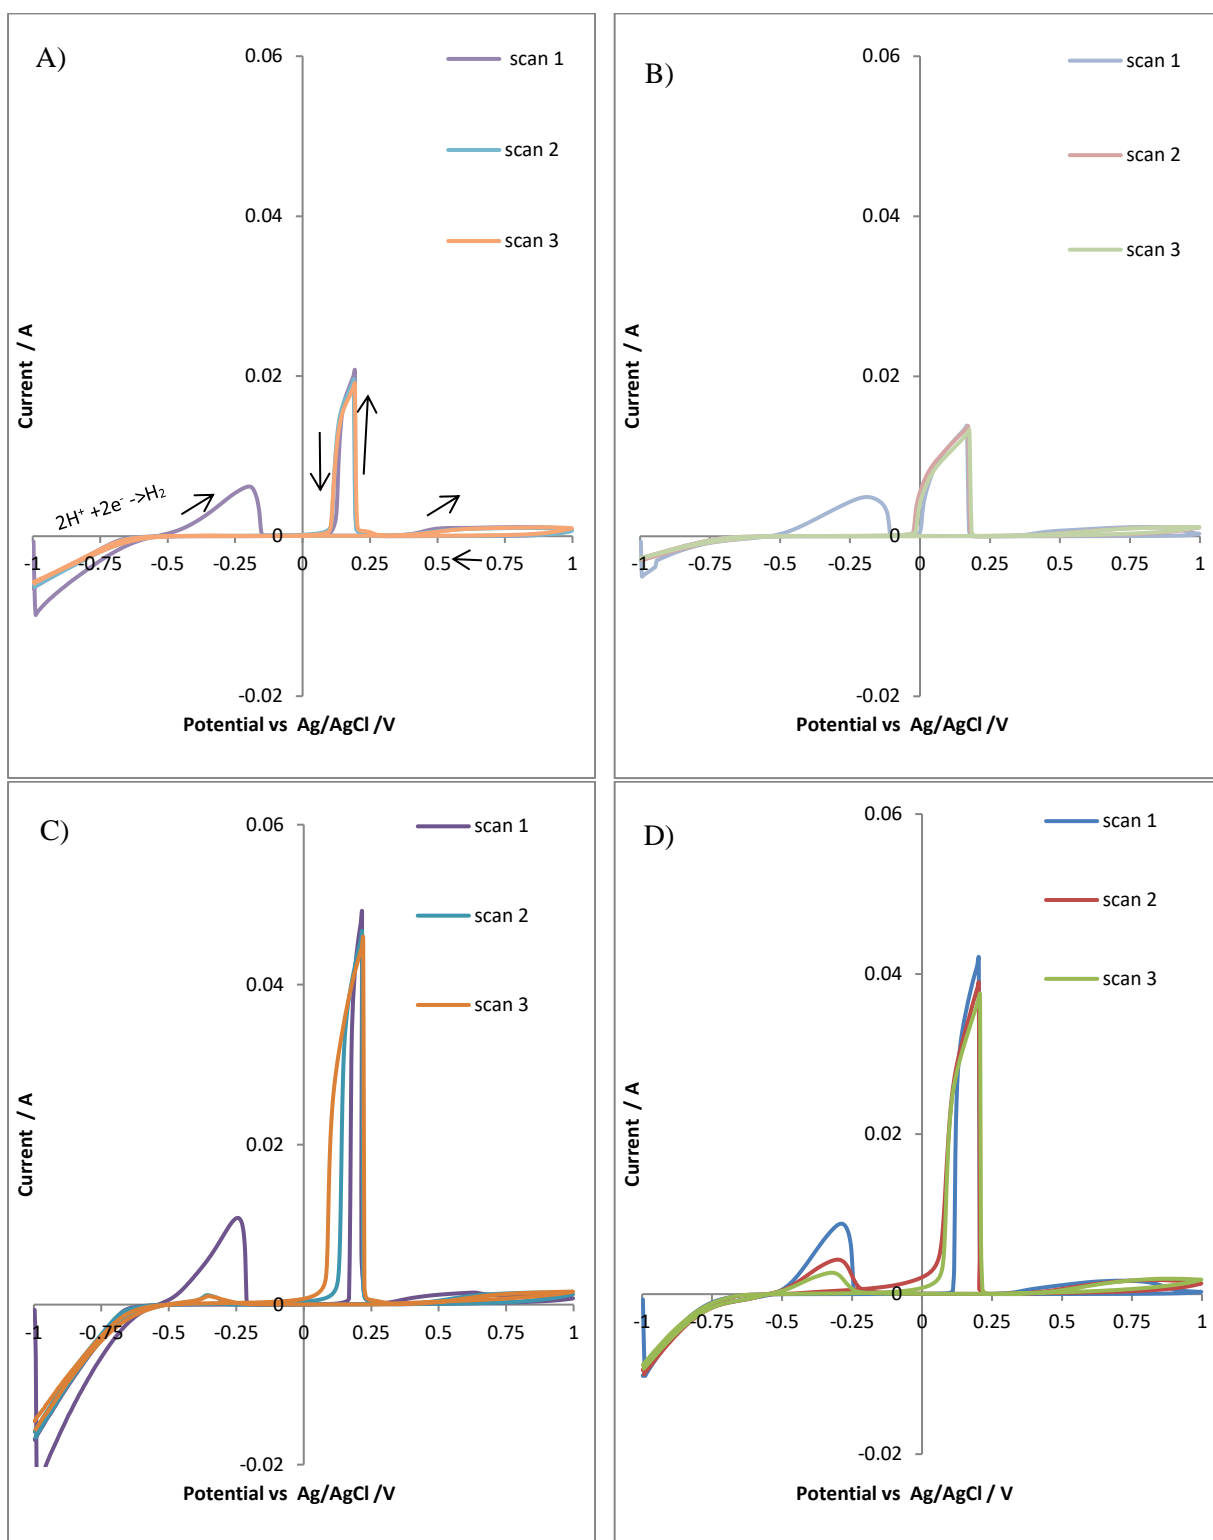 A)
scan 1
scan 2
scan 3
0.06
0.04
0.02
0
-0.02
-1
-0.75
-0.5
-0.25
0
0.25
0.5
0.75
1
2H⁺ +2e⁻ ->H₂
Current / A
Potential vs Ag/AgCl /V
B)
scan 1
scan 2
scan 3
0.06
0.04
0.02
0
-0.02
-1
-0.75
-0.5
-0.25
0
0.25
0.5
0.75
1
Current / A
Potential vs Ag/AgCl /V
C)
scan 1
scan 2
scan 3
0.06
0.04
0.02
0
-0.02
-1
-0.75
-0.5
-0.25
0
0.25
0.5
0.75
1
Current / A
Potential vs Ag/AgCl /V
D)
scan 1
scan 2
scan 3
0.06
0.04
0.02
0
-0.02
-1
-0.75
-0.5
-0.25
0
0.25
0.5
0.75
1
Current / A
Potential vs Ag/AgCl / V